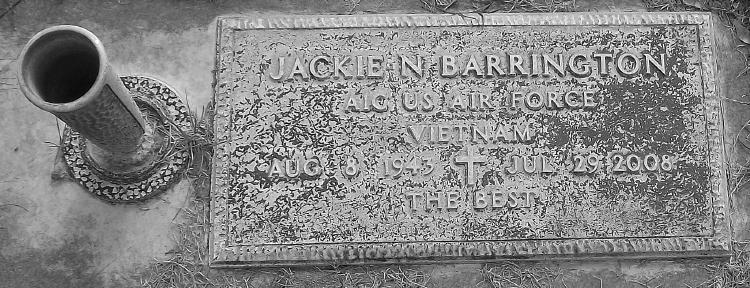 JACKIE N BARRINGTON
A1C US AIR FORCE
VIETNAM
AUG 8 1943 JUL 29 2008
THE BEST